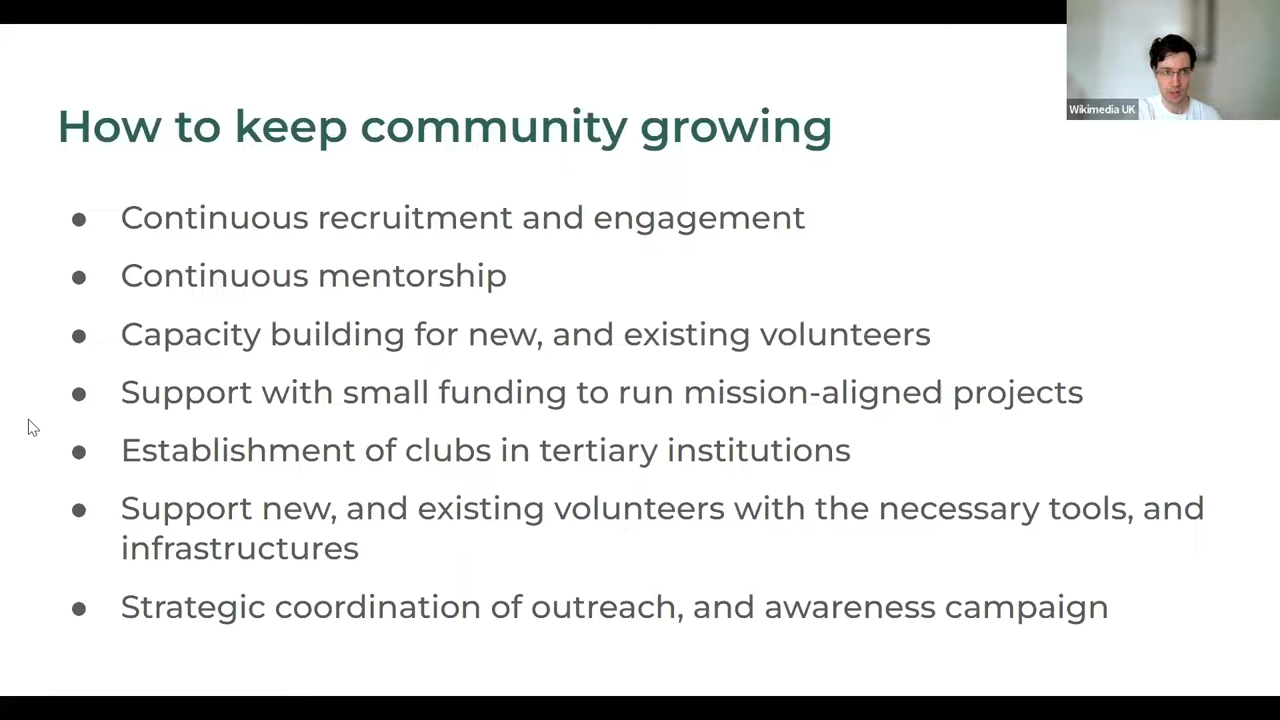 Wikimedia UK
How to keep community growing
● Continuous recruitment and engagement
● Continuous mentorship
● Capacity building for new, and existing volunteers
● Support with small funding to run mission-aligned projects
● Establishment of clubs in tertiary institutions
● Support new, and existing volunteers with the necessary tools, and
infrastructures
● Strategic coordination of outreach, and awareness campaign